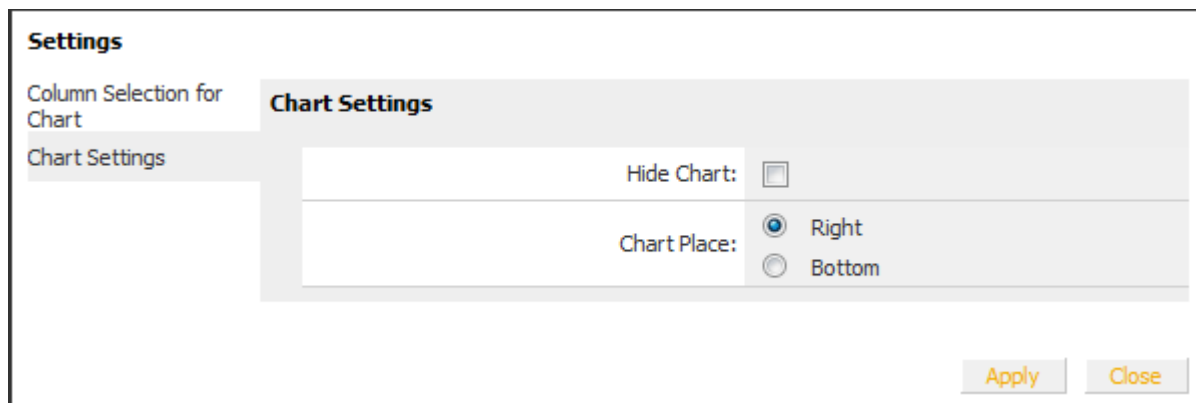 Settings
Column Selection for
Chart
Chart Settings
Chart Settings
Hide Chart:
Chart Place:
Right
Bottom
Apply
Close